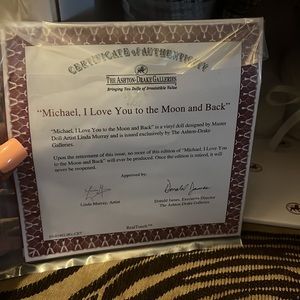 CERTIFICATE of AUTHENTICITY
THE ASHTON-DRAKE GALLERIES
Bringing You Dolls of Irresistible Value
"Michael, I Love You to the Moon and Back"
"Michael, I Love You to the Moon and Back" is a vinyl doll designed by Master
Doll Artist Linda Murray and is issued exclusively by The Ashton-Drake
Galleries.
Upon the retirement of this issue, no more of this edition of "Michael, I Love You
to the Moon and Back" will ever be produced. Once the edition is retired, it will
never be reopened.
Approved by:
Linda Murray, Artist
Donald James, Executive Director
The Ashton-Drake Galleries
RealTouch™